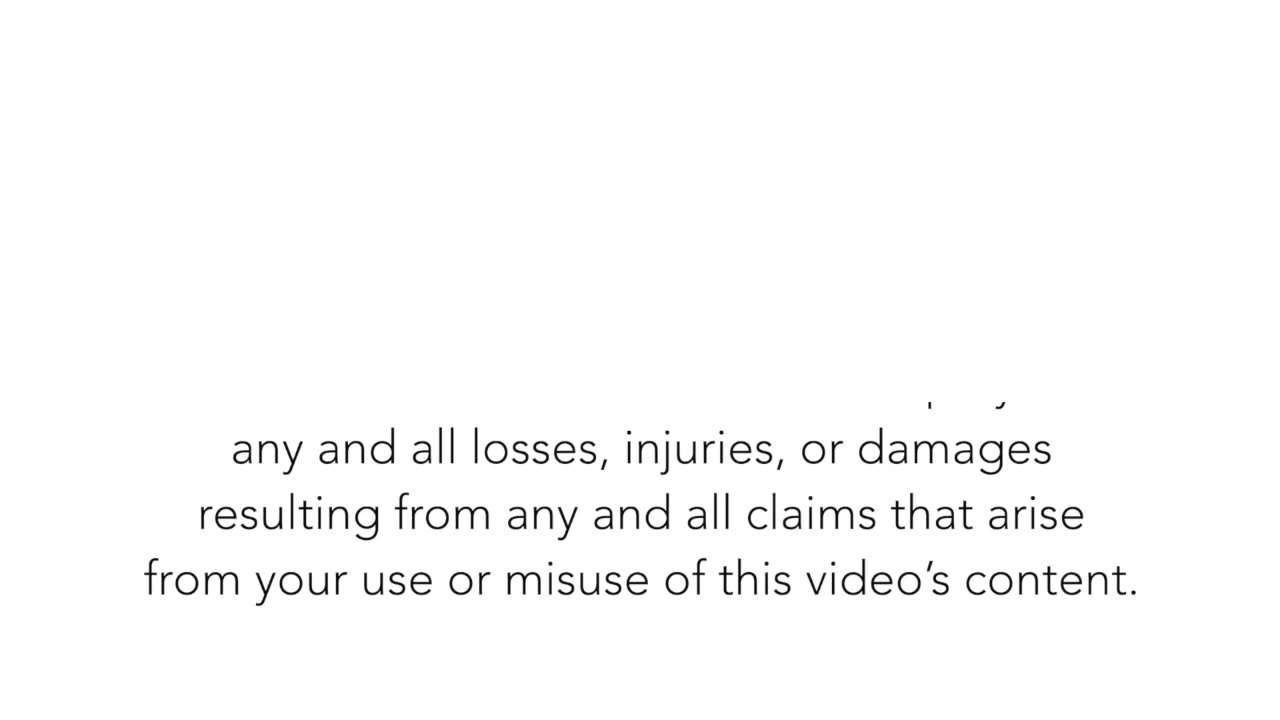 any and all losses, injuries, or damages
resulting from any and all claims that arise
from your use or misuse of this video’s content.